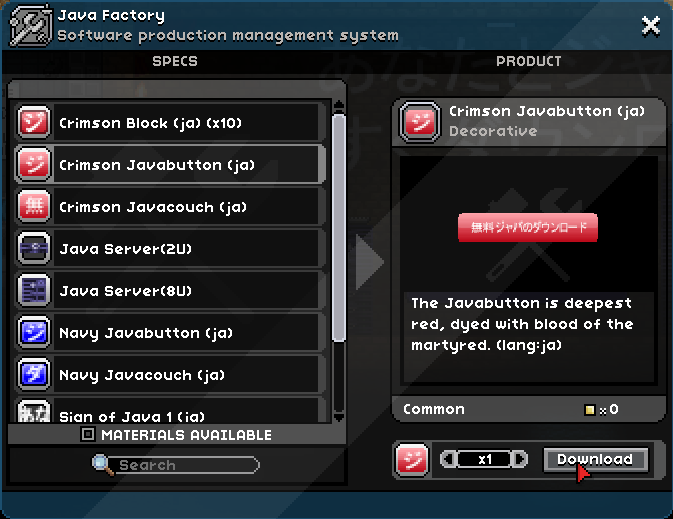 Java Factory
Software production management system
SPECS
PRODUCT
Crimson Block (ja) (x10)
Crimson Javabutton (ja)
Crimson Javacouch (ja)
Java Server(2U)
Java Server(8U)
Navy Javabutton (ja)
Navy Javacouch (ja)
Sign of Java 1 (ja)
MATERIALS AVAILABLE
Search
Crimson Javabutton (ja)
Decorative
無料ジャバのダウンロード
The Javabutton is deepest
red, dyed with blood of the
martyred. (lang:ja)
Common
x0
x1
Download